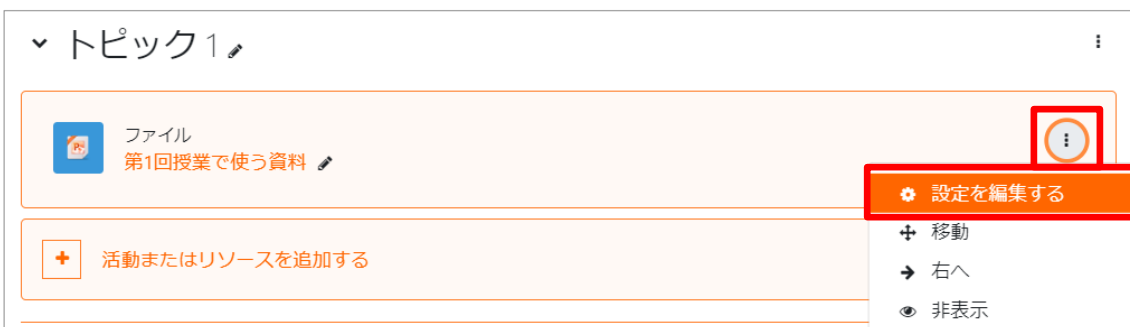 トピック1
ファイル
第1回授業で使う資料
設定を編集する
活動またはリソースを追加する
移動
右へ
非表示